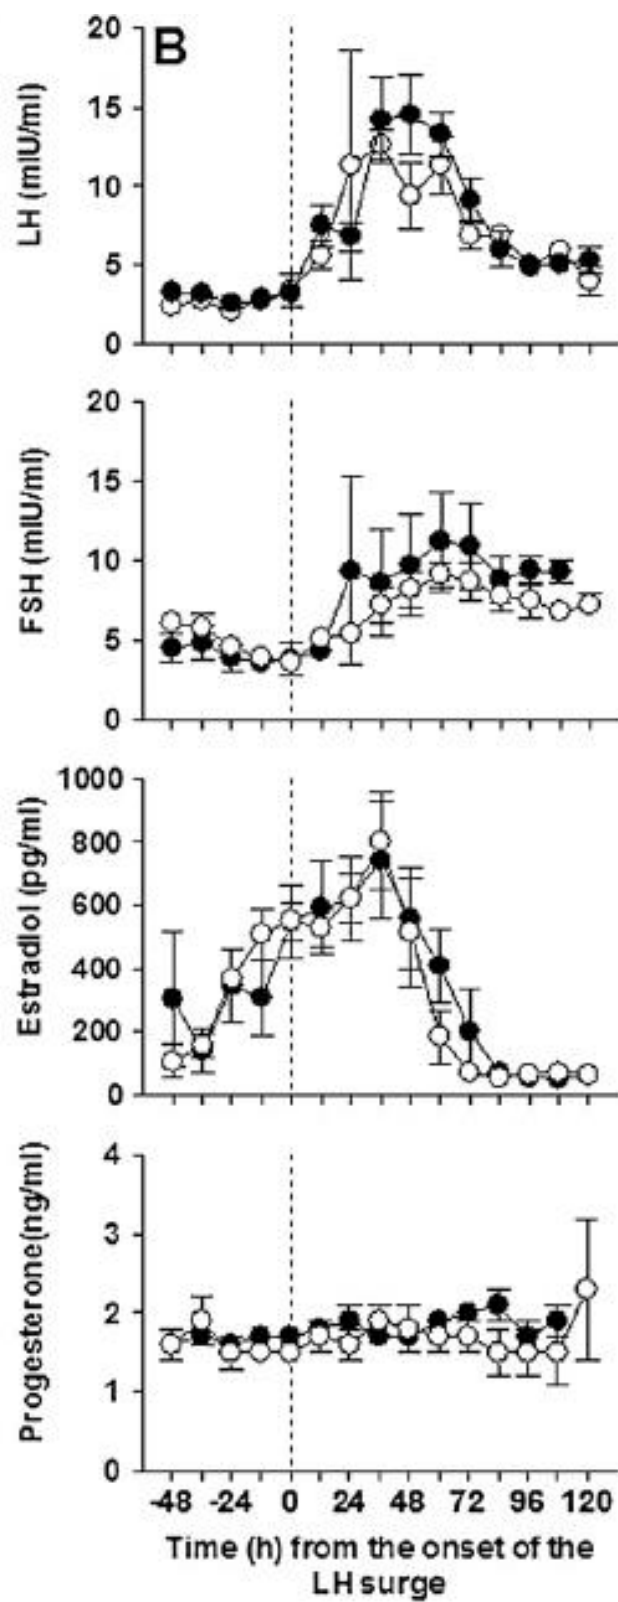 B
LH (mIU/ml)
20
15
10
5
0
FSH (mIU/ml)
20
15
10
5
0
Estradiol (pg/ml)
1000
800
600
400
200
0
Progesterone(ng/ml)
4
3
2
1
0
-48 -24 0 24 48 72 96 120
Time (h) from the onset of the
LH surge